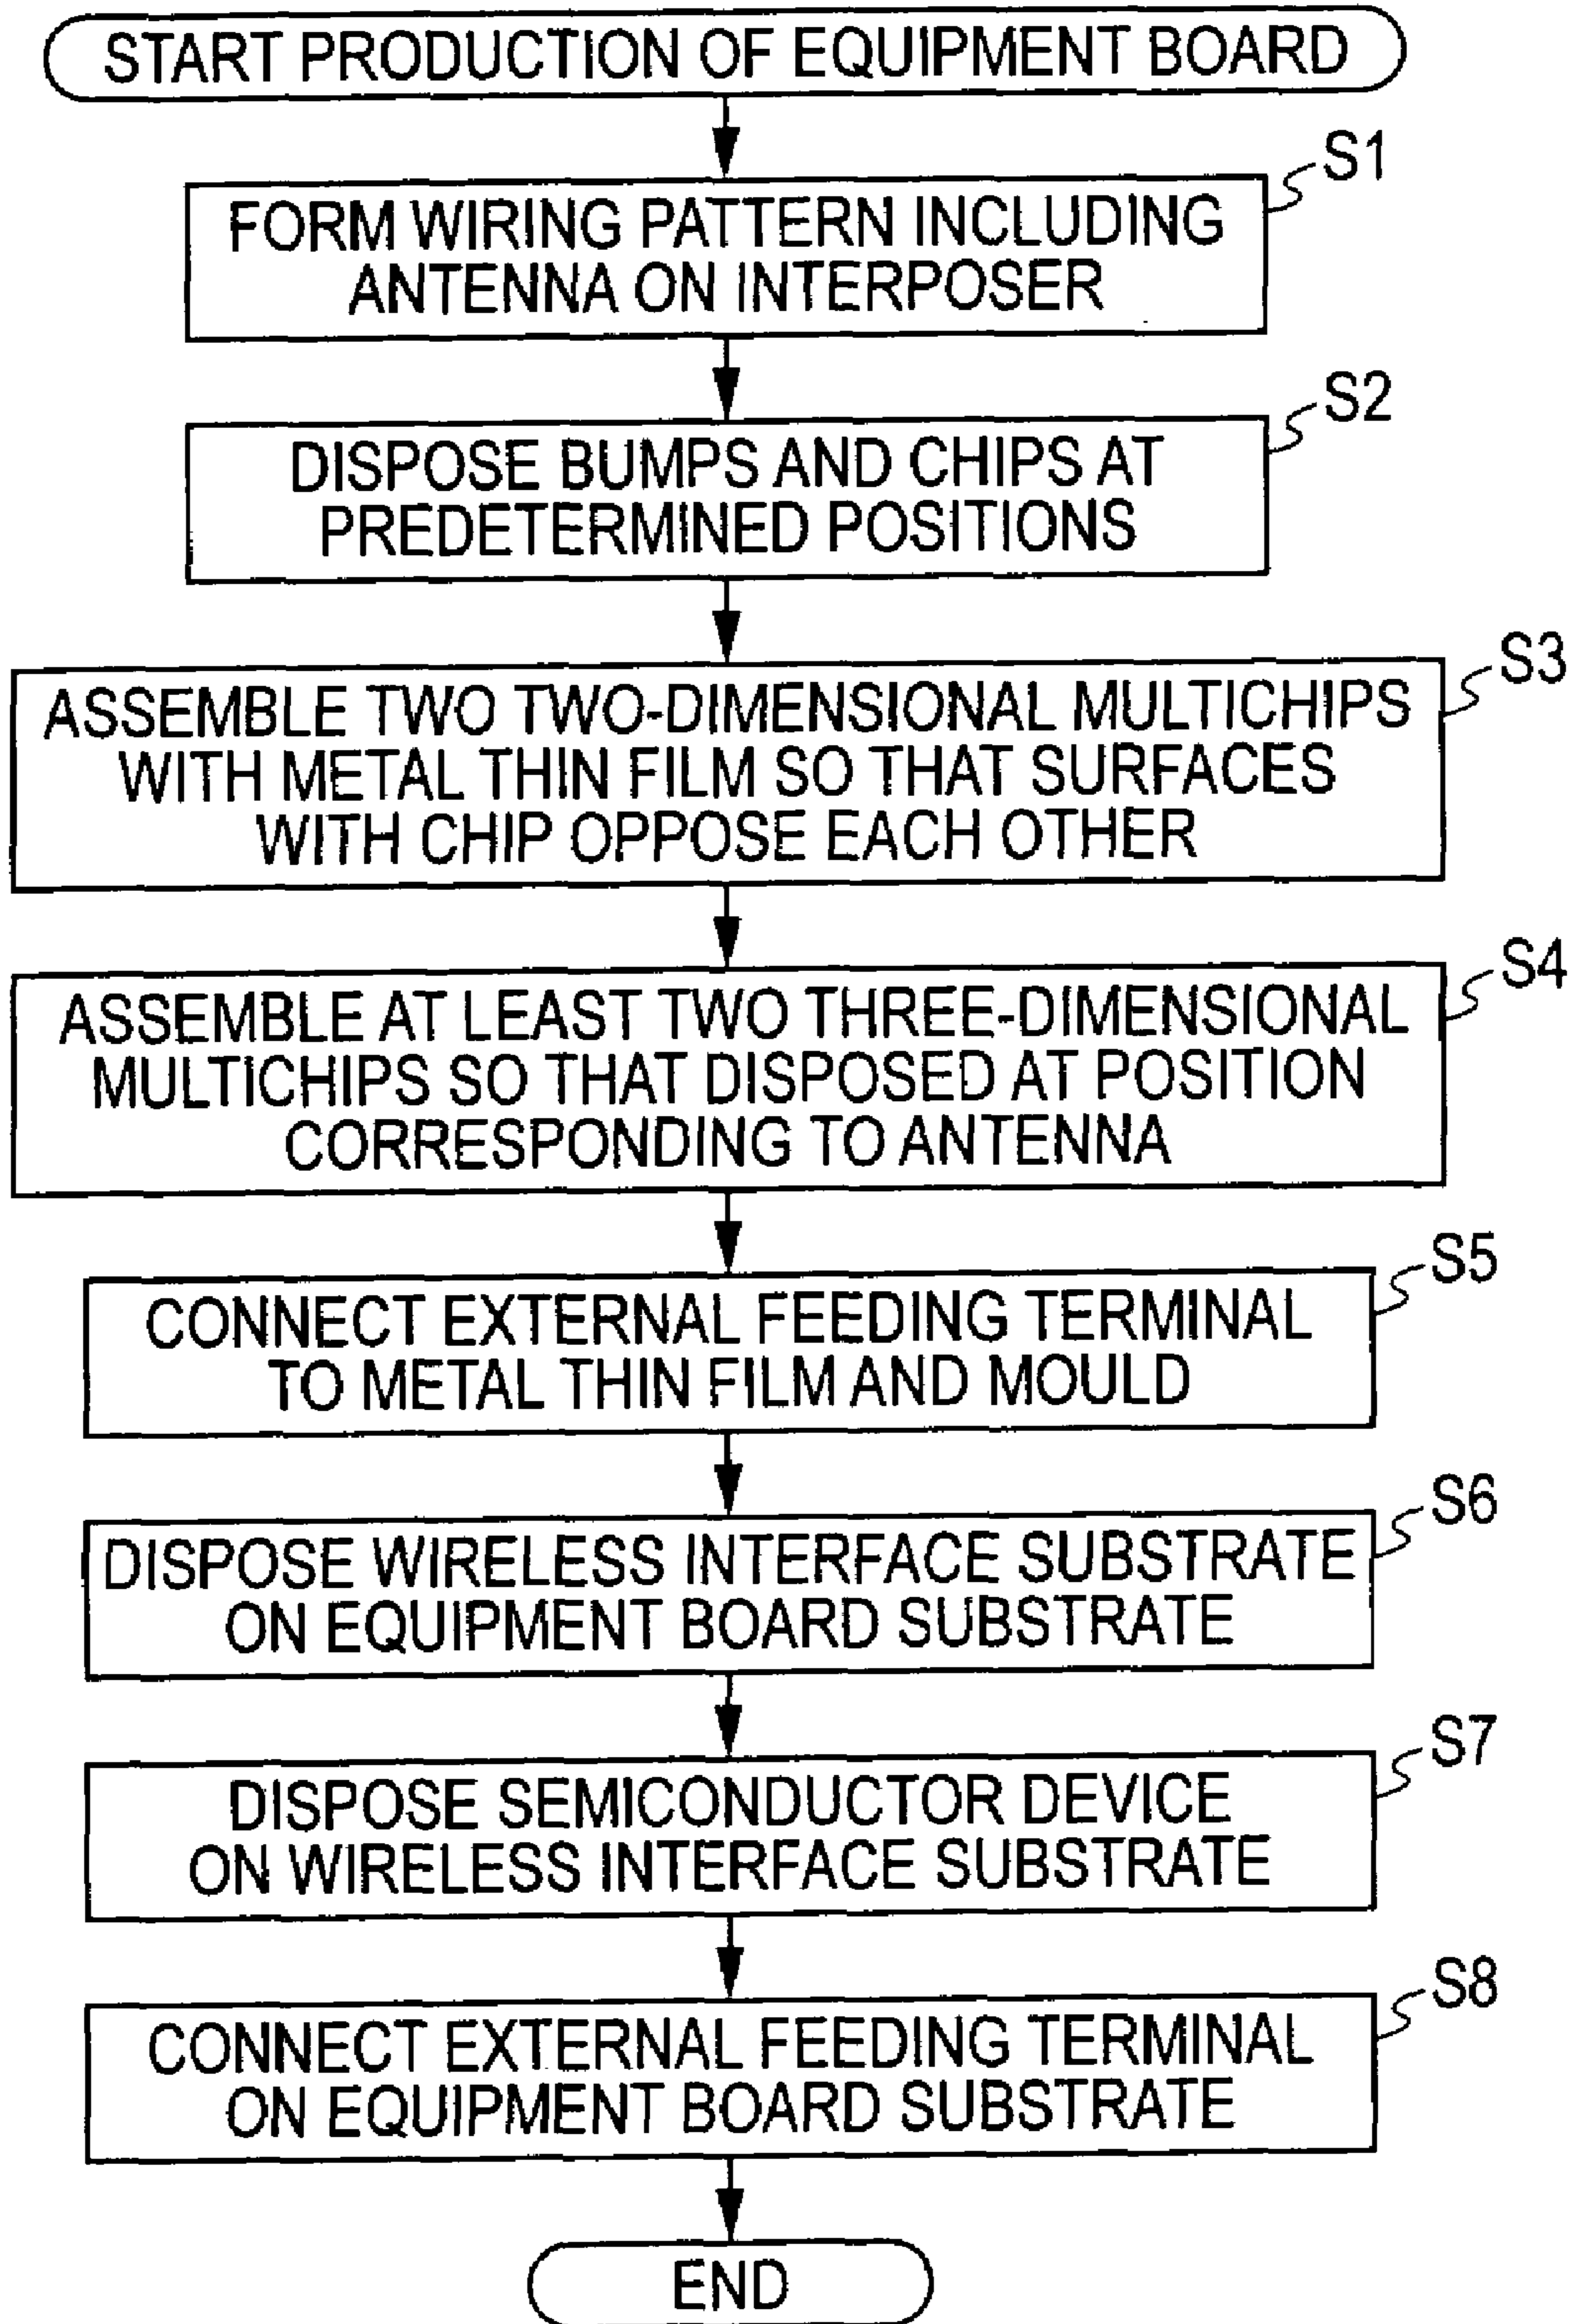 START PRODUCTION OF EQUIPMENT BOARD
S1
FORM WIRING PATTERN INCLUDING
ANTENNA ON INTERPOSER
S2
DISPOSE BUMPS AND CHIPS AT
PREDETERMINED POSITIONS
S3
ASSEMBLE TWO TWO-DIMENSIONAL MULTICHIPS
WITH METAL THIN FILM SO THAT SURFACES
WITH CHIP OPPOSE EACH OTHER
S4
ASSEMBLE AT LEAST TWO THREE-DIMENSIONAL
MULTICHIPS SO THAT DISPOSED AT POSITION
CORRESPONDING TO ANTENNA
S5
CONNECT EXTERNAL FEEDING TERMINAL
TO METAL THIN FILM AND MOULD
S6
DISPOSE WIRELESS INTERFACE SUBSTRATE
ON EQUIPMENT BOARD SUBSTRATE
S7
DISPOSE SEMICONDUCTOR DEVICE
ON WIRELESS INTERFACE SUBSTRATE
S8
CONNECT EXTERNAL FEEDING TERMINAL
ON EQUIPMENT BOARD SUBSTRATE
END